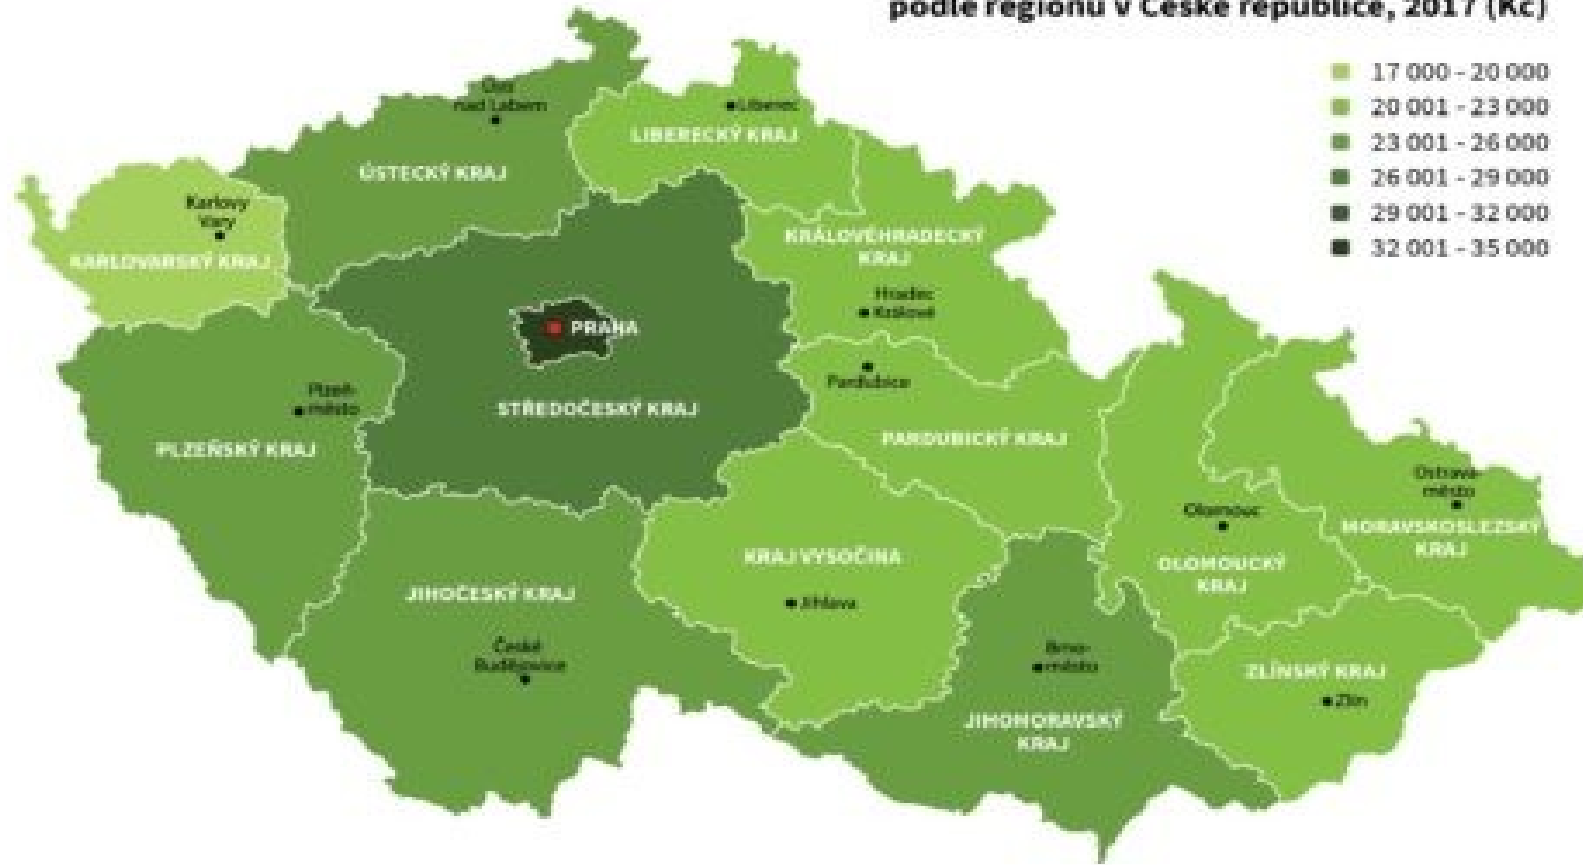 podle regionů v České republice, 2017 (Kč)
17 000 - 20 000
20 001 - 23 000
23 001 - 26 000
26 001 - 29 000
29 001 - 32 000
32 001 - 35 000
Ústí
nad Labem
ÚSTECKÝ KRAJ
Liberec
LIBERECKÝ KRAJ
Karlovy
Vary
KARLOVARSKÝ KRAJ
KRÁLOVÉHRADECKÝ
KRAJ
Hradec
Králové
PRAHA
STŘEDOČESKÝ KRAJ
Plzeň-
město
PLZEŇSKÝ KRAJ
Pardubice
PARDUBICKÝ KRAJ
Ostrava-
město
MORAVSKOSLEZSKÝ
KRAJ
Olomouc
OLOMOUCKÝ
KRAJ
KRAJ VYSOČINA
Jihlava
JIHOČESKÝ KRAJ
České
Budějovice
Brno-
město
JIHOMORAVSKÝ
KRAJ
ZLÍNSKÝ KRAJ
Zlín